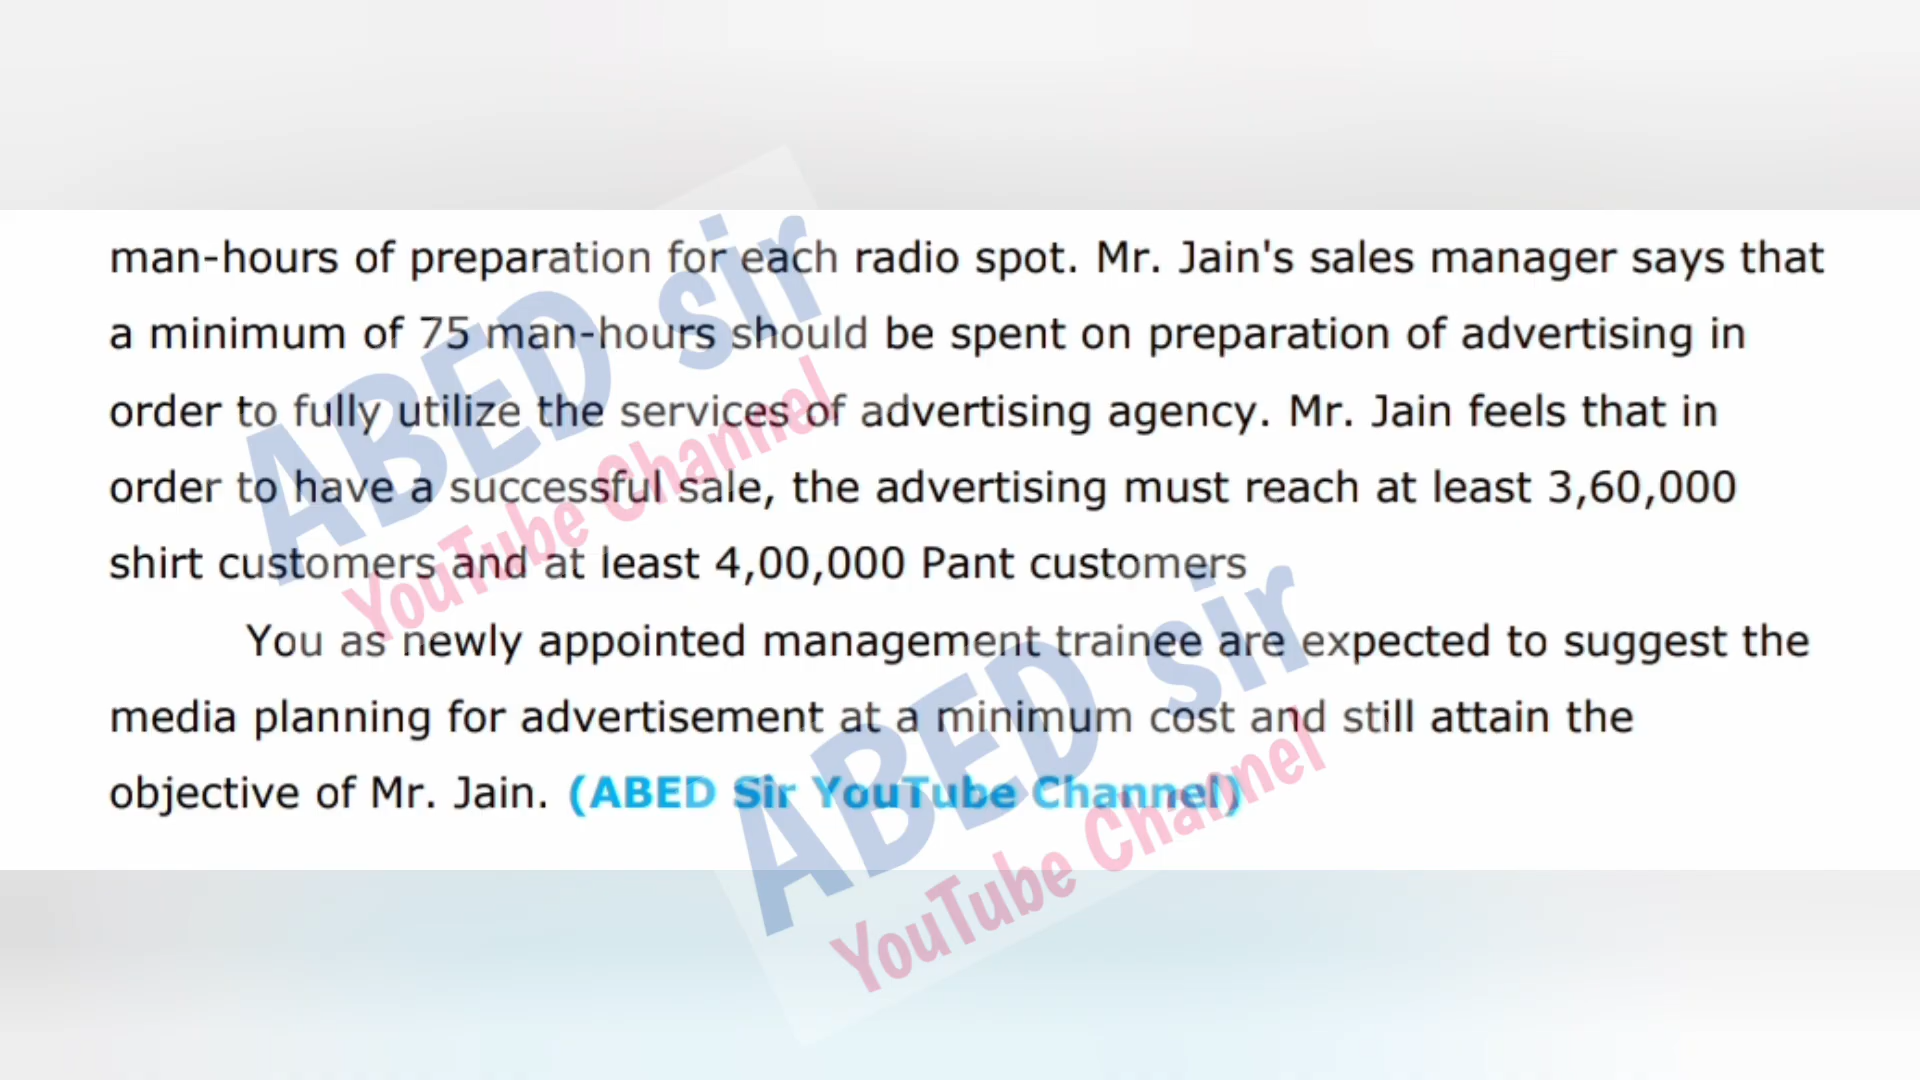 man-hours of preparation for each radio spot. Mr. Jain's sales manager says that
a minimum of 75 man-hours should be spent on preparation of advertising in
order to fully utilize the services of advertising agency. Mr. Jain feels that in
order to have a successful sale, the advertising must reach at least 3,60,000
shirt customers and at least 4,00,000 Pant customers
You as newly appointed management trainee are expected to suggest the
media planning for advertisement at a minimum cost and still attain the
objective of Mr. Jain. (ABED Sir YouTube Channel)
ABED sir
YouTube Channel
ABED sir
YouTube Channel